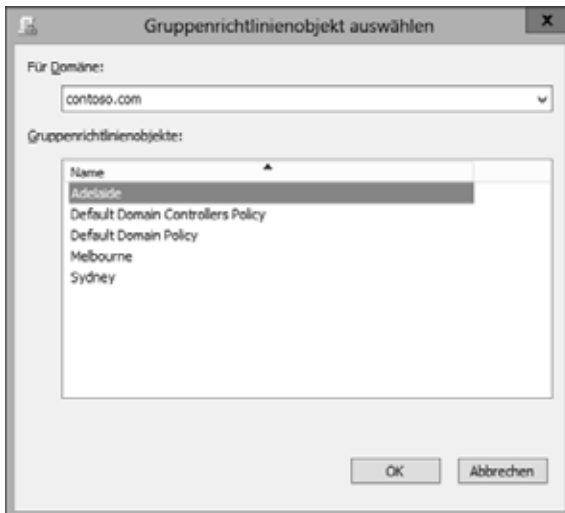 Gruppenrichtlinienobjekt auswählen
x
Für Domäne:
contoso.com
Gruppenrichtlinienobjekte:
Name
Adelaide
Default Domain Controllers Policy
Default Domain Policy
Melbourne
Sydney
OK
Abbrechen